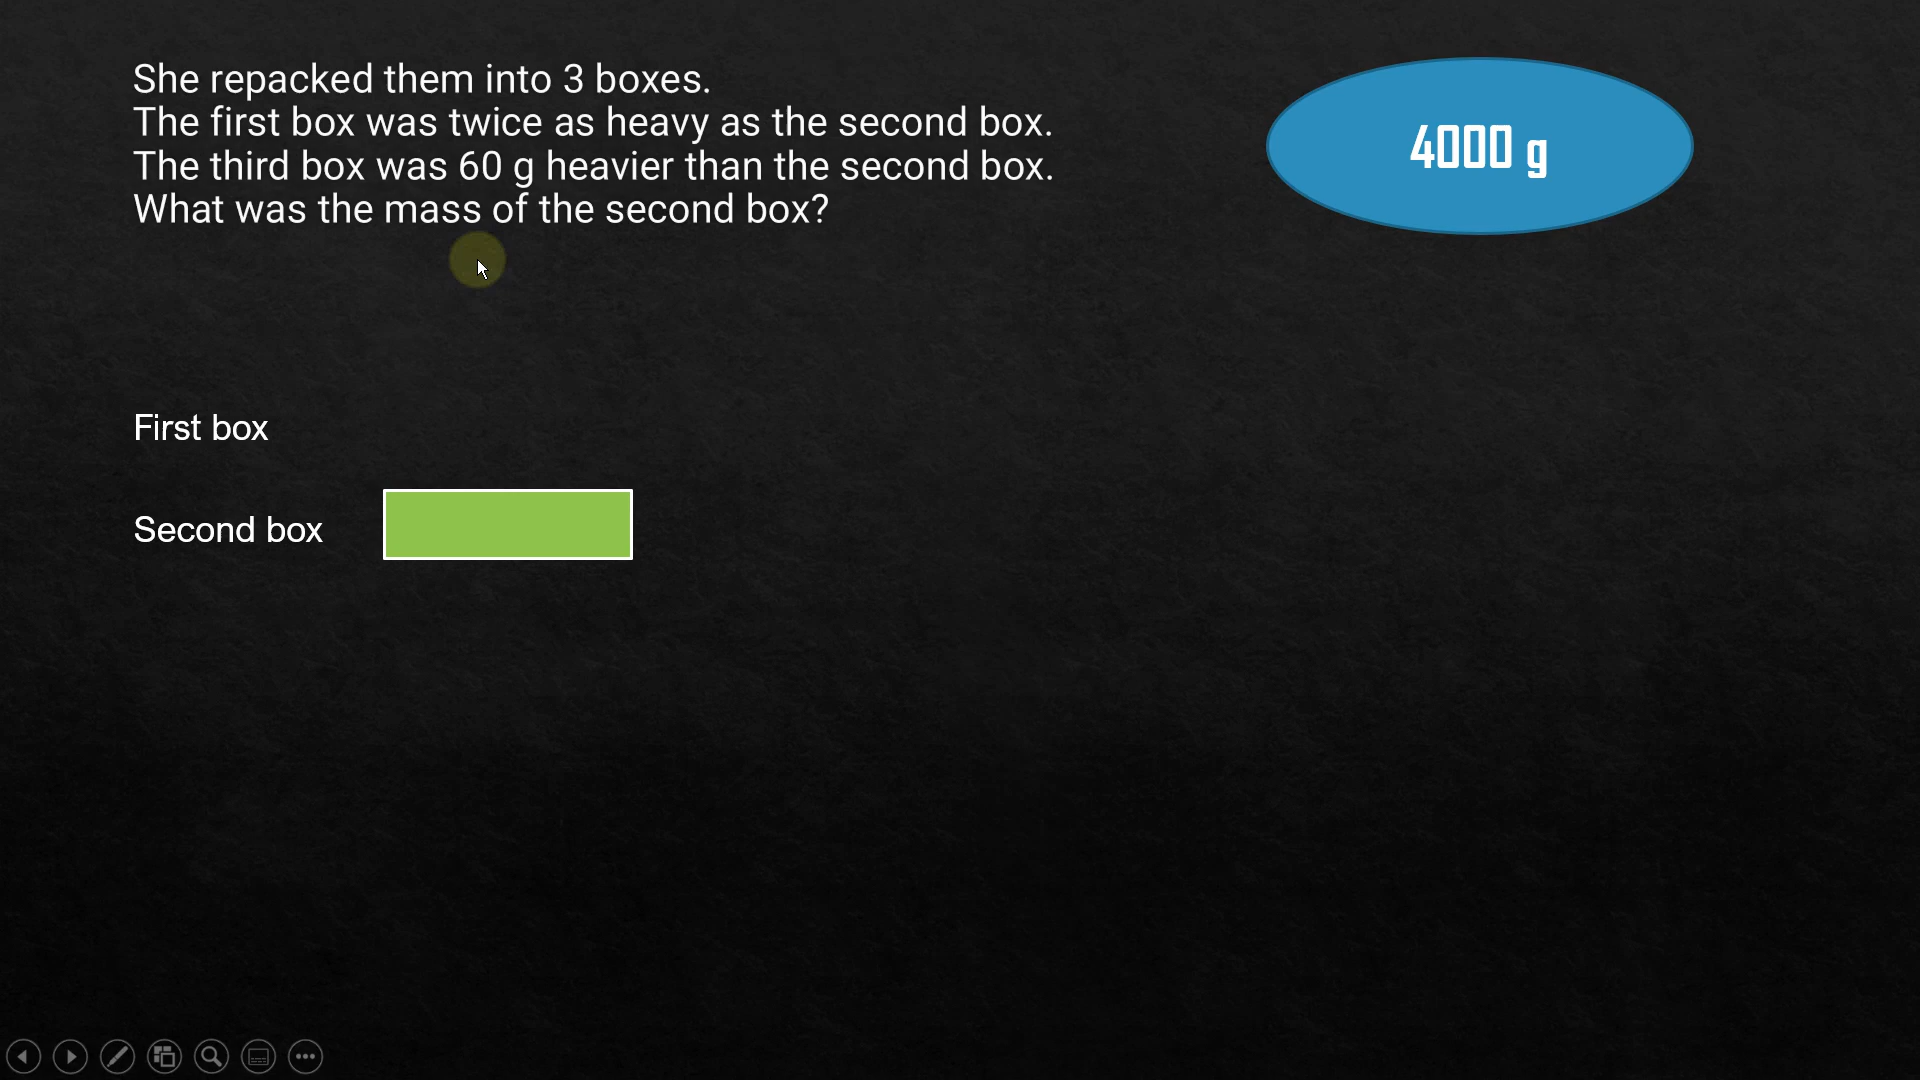 She repacked them into 3 boxes.
The first box was twice as heavy as the second box.
The third box was 60 g heavier than the second box.
What was the mass of the second box?
4000 g
First box
Second box